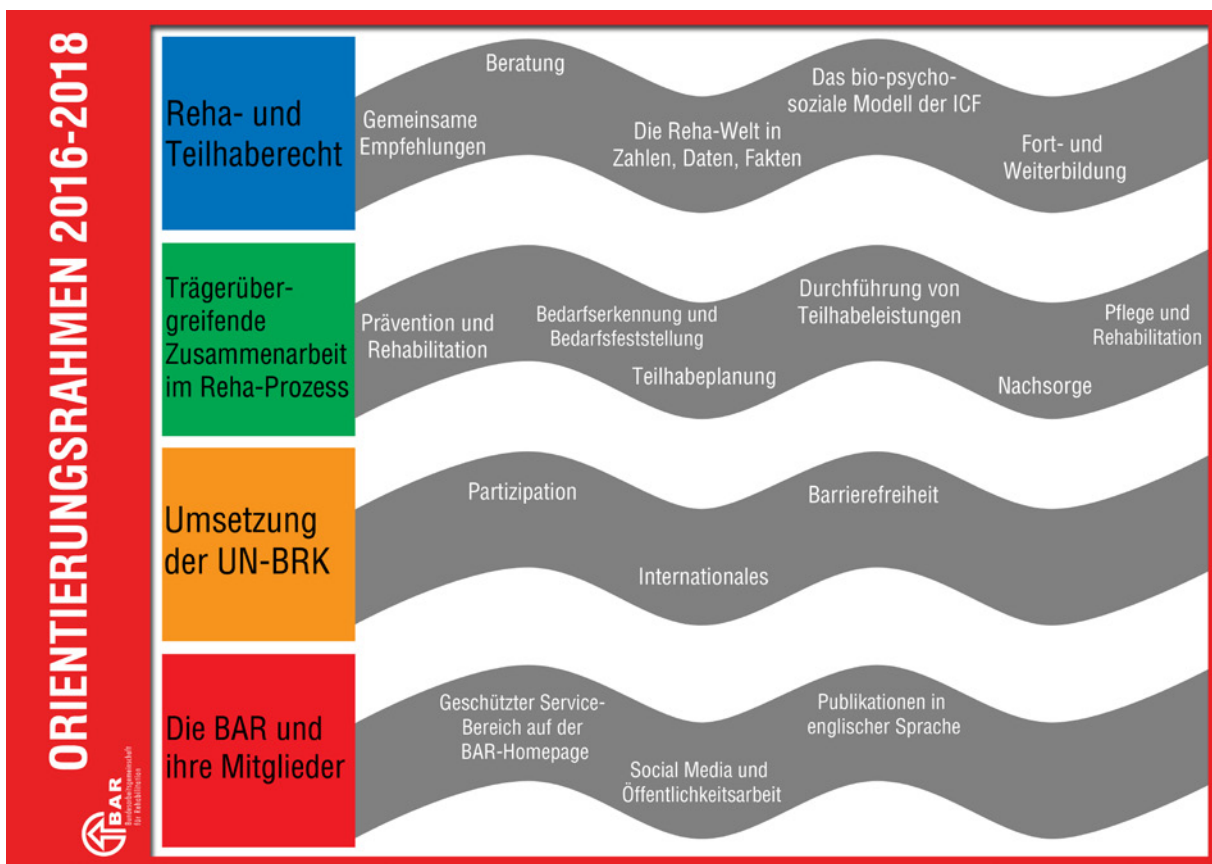 ORIENTIERUNGSRAHMEN 2016-2018
BAR
Bundesarbeitsgemeinschaft
für Rehabilitation
Reha- und
Teilhaberecht
Gemeinsame
Empfehlungen
Beratung
Die Reha-Welt in
Zahlen, Daten, Fakten
Das bio-psycho-
soziale Modell der ICF
Fort- und
Weiterbildung
Trägerüber-
greifende
Zusammenarbeit
im Reha-Prozess
Prävention und
Rehabilitation
Bedarfserkennung und
Bedarfsfeststellung
Teilhabeplanung
Durchführung von
Teilhabeleistungen
Nachsorge
Pflege und
Rehabilitation
Umsetzung
der UN-BRK
Partizipation
Internationales
Barrierefreiheit
Die BAR und
ihre Mitglieder
Geschützter Service-
Bereich auf der
BAR-Homepage
Social Media und
Öffentlichkeitsarbeit
Publikationen in
englischer Sprache